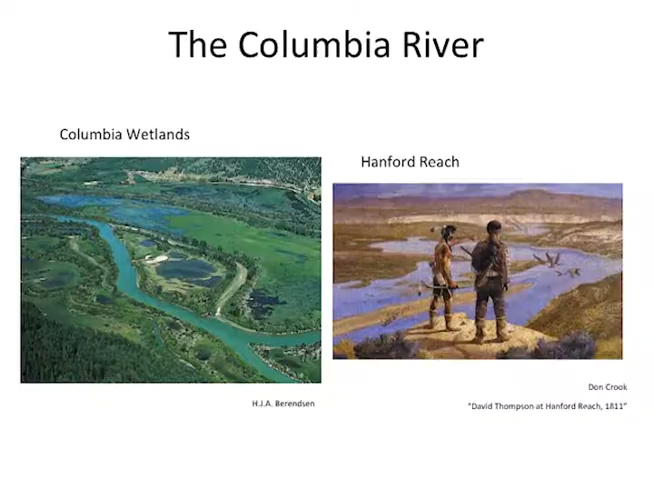 The Columbia River
Columbia Wetlands
Hanford Reach
Don Crook
H.J.A. Berendsen
"David Thompson at Hanford Reach, 1811"